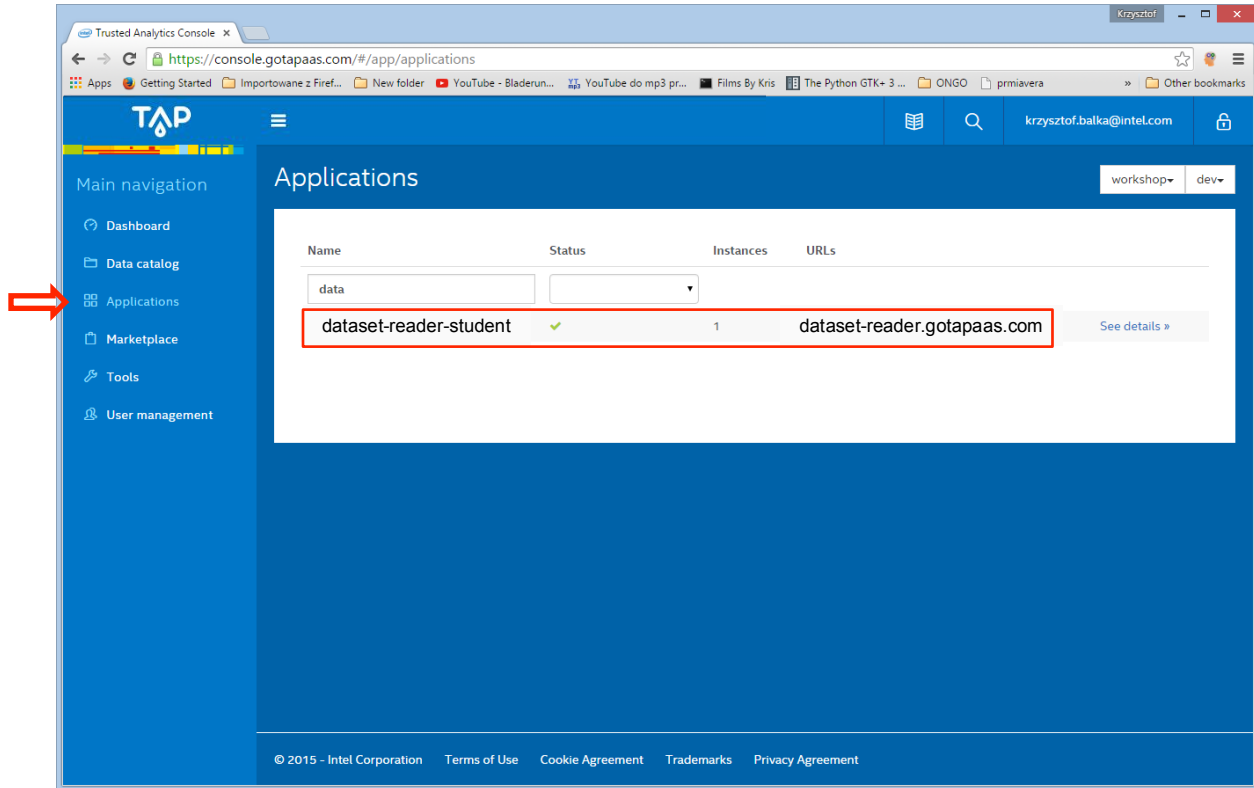 Krzysztof
Trusted Analytics Console
https://console.gotapaas.com/#/app/applications
Apps Getting Started Importowane z Firef... New folder YouTube - Bladerun... YouTube do mp3 pr... Films By Kris The Python GTK+ 3 ... ONGO prmiavera » Other bookmarks
TAP
krzysztof.balka@intel.com
Main navigation
Applications
workshop dev
Dashboard
Data catalog
Applications
Marketplace
Tools
User management
Name Status Instances URLs
data
dataset-reader-student 1 dataset-reader.gotapaas.com See details »
© 2015 - Intel Corporation Terms of Use Cookie Agreement Trademarks Privacy Agreement